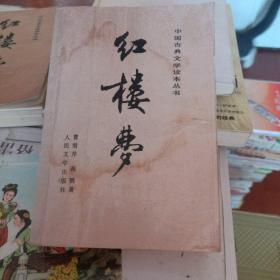 中国古典文学读本丛书
红楼梦
曹雪芹 高鹗著
人民文学出版社